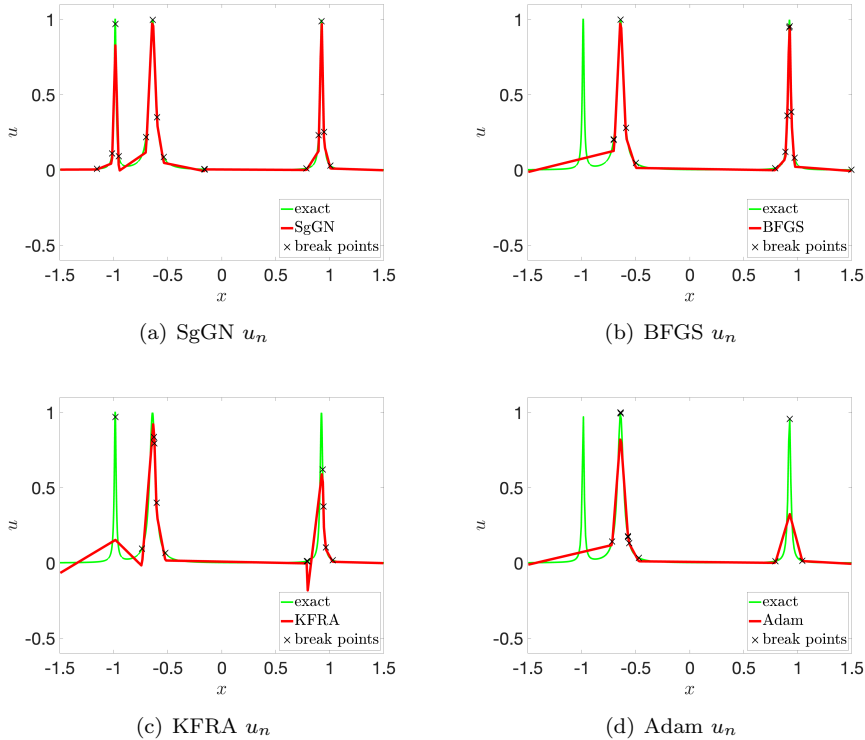 1
0.5
0
-0.5
u
-1.5 -1 -0.5 0 0.5 1 1.5
x
exact
SgGN
break points
(a) SgGN u_n
1
0.5
0
-0.5
u
-1.5 -1 -0.5 0 0.5 1 1.5
x
exact
BFGS
break points
(b) BFGS u_n
1
0.5
0
-0.5
u
-1.5 -1 -0.5 0 0.5 1 1.5
x
exact
KFRA
break points
(c) KFRA u_n
1
0.5
0
-0.5
u
-1.5 -1 -0.5 0 0.5 1 1.5
x
exact
Adam
break points
(d) Adam u_n